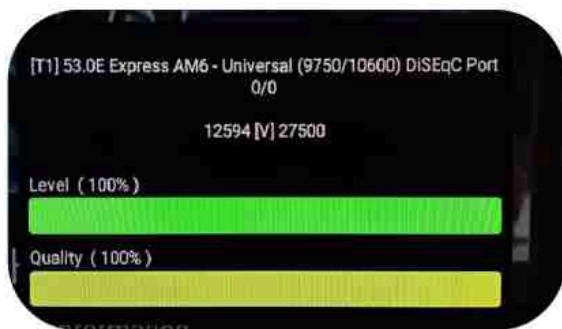 [T1] 53.0E Express AM6 - Universal (9750/10600) DiSEqC Port
0/0
12594 [V] 27500
Level (100%)
Quality (100%)